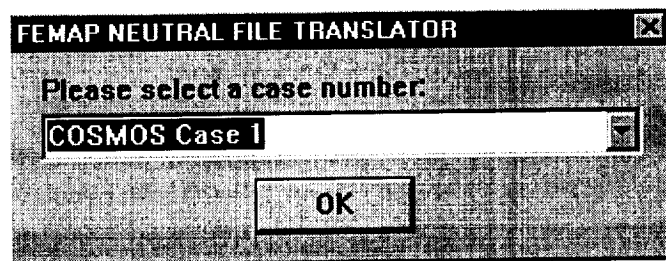 FEMAP NEUTRAL FILE TRANSLATOR
Please select a case number:
COSMOS Case 1
OK